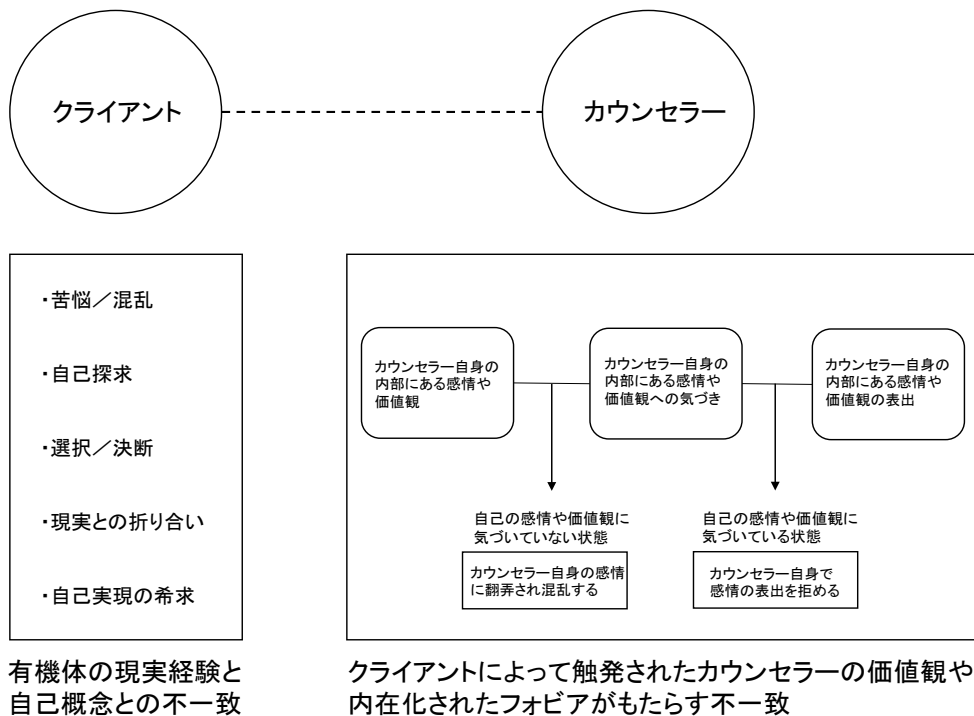 クライアント
カウンセラー
・苦悩／混乱
・自己探求
・選択／決断
・現実との折り合い
・自己実現の希求
有機体の現実経験と
自己概念との不一致
カウンセラー自身の
内部にある感情や
価値観
カウンセラー自身の
内部にある感情や
価値観への気づき
カウンセラー自身の
内部にある感情や
価値観の表出
自己の感情や価値観に
気づいていない状態
カウンセラー自身の感情
に翻弄され混乱する
自己の感情や価値観に
気づいている状態
カウンセラー自身で
感情の表出を拒める
クライアントによって触発されたカウンセラーの価値観や
内在化されたフォビアがもたらす不一致